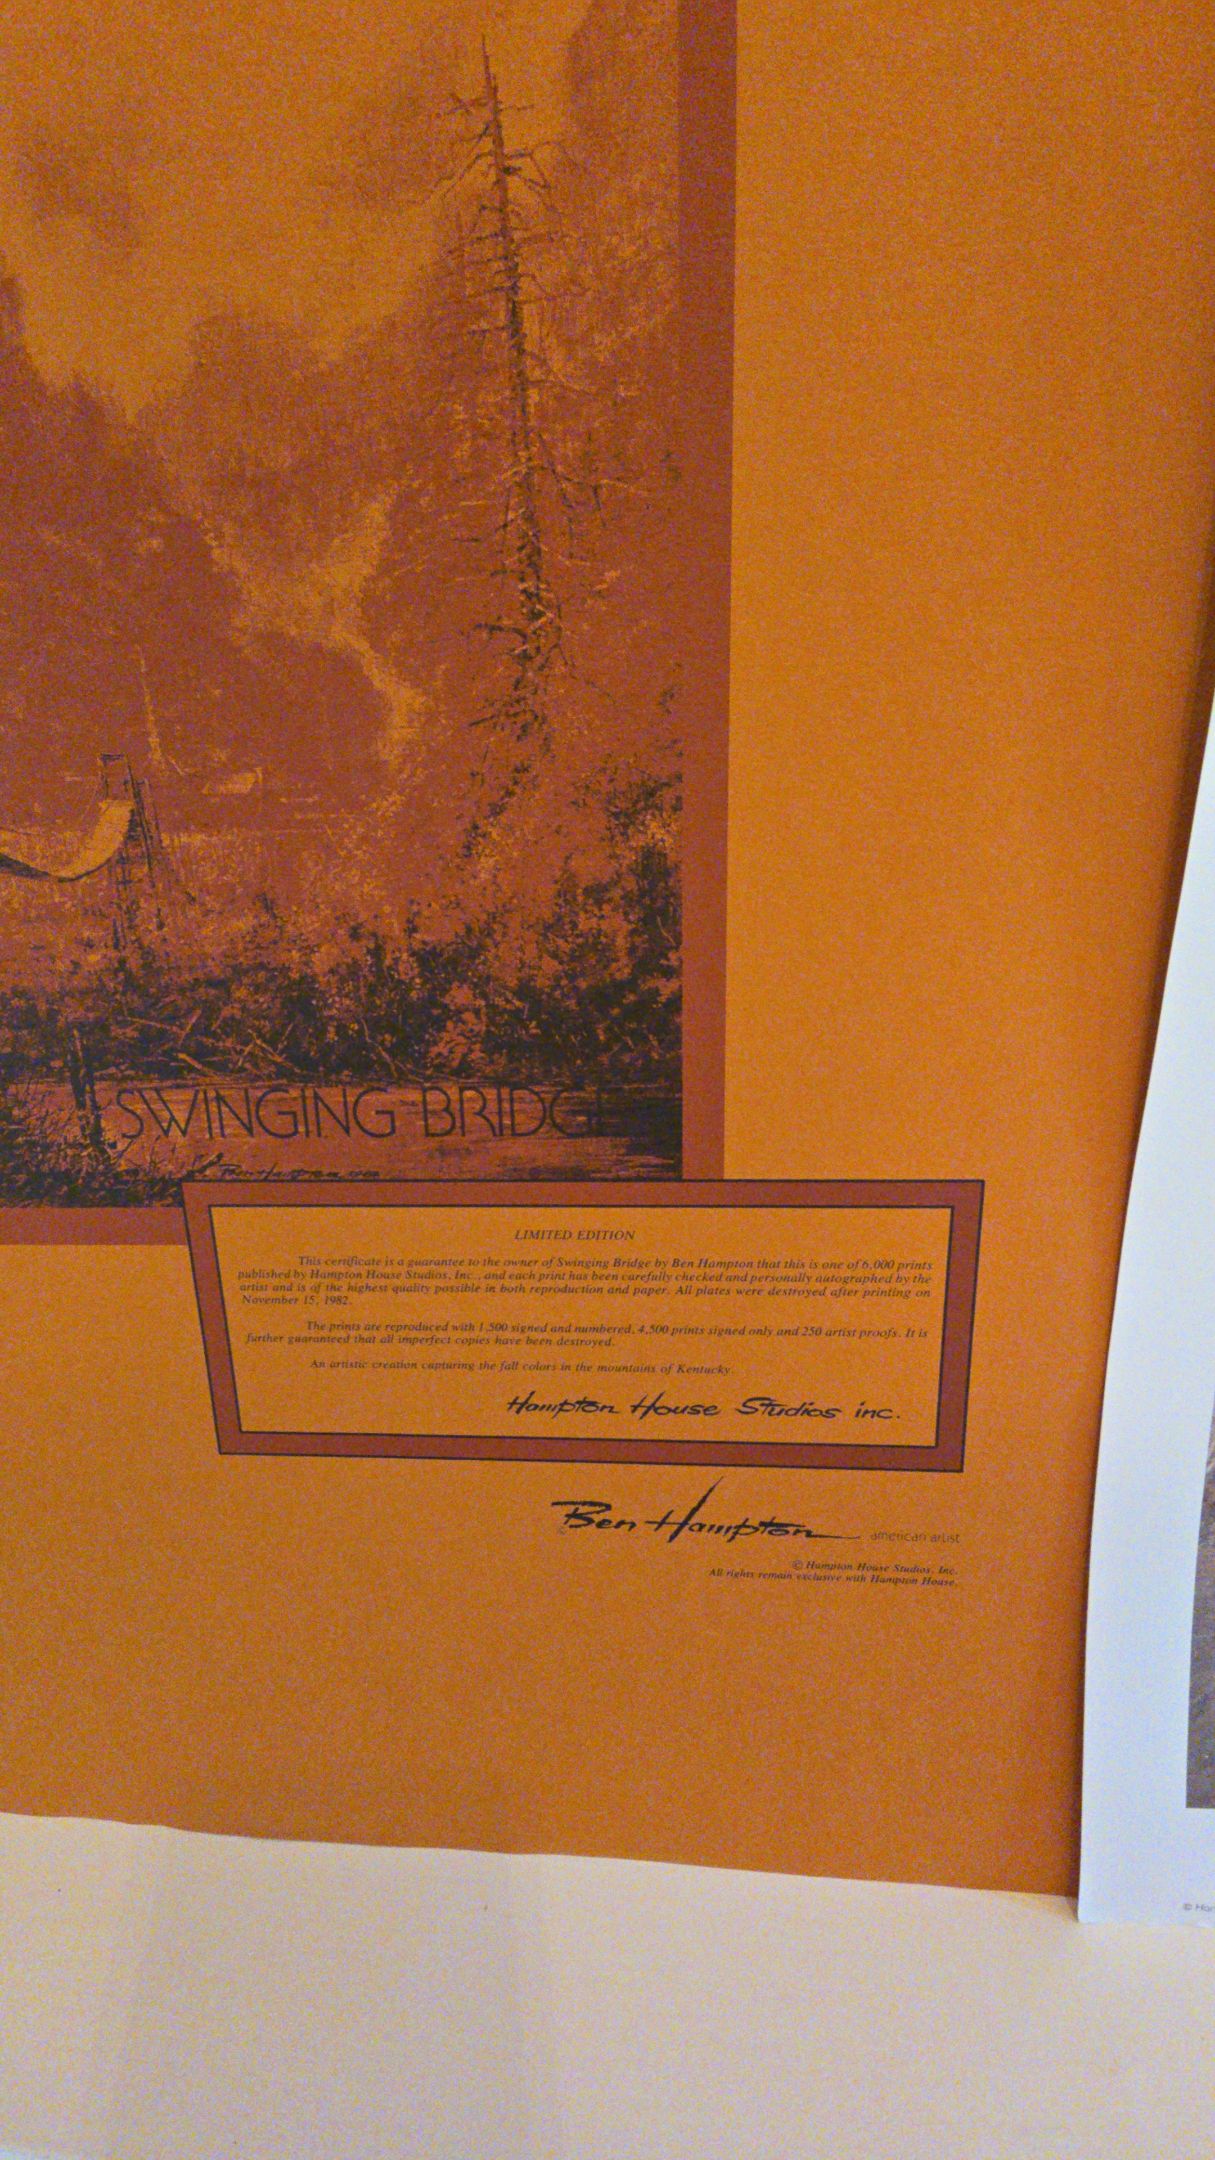 SWINGING BRIDGE
Ben Hampton
LIMITED EDITION
This certificate is a guarantee to the owner of Swinging Bridge by Ben Hampton that this is one of 6,000 prints
published by Hampton House Studios, Inc., and each print has been carefully checked and personally autographed by the
artist and is of the highest quality possible in both reproduction and paper. All plates were destroyed after printing on
November 15, 1982.
The prints are reproduced with 1,500 signed and numbered, 4,500 prints signed only and 250 artist proofs. It is
further guaranteed that all imperfect copies have been destroyed.
An artistic creation capturing the fall colors in the mountains of Kentucky.
Hampton House Studios inc.
Ben Hampton american artist
© Hampton House Studios, Inc.
All rights remain exclusive with Hampton House.